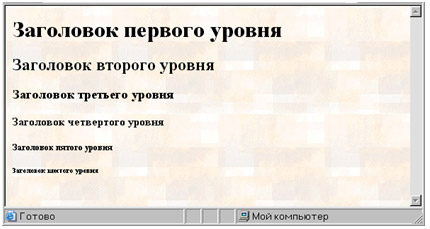 Заголовок первого уровня
Заголовок второго уровня
Заголовок третьего уровня
Заголовок четвертого уровня
Заголовок пятого уровня
Заголовок шестого уровня
Готово
Мой компьютер